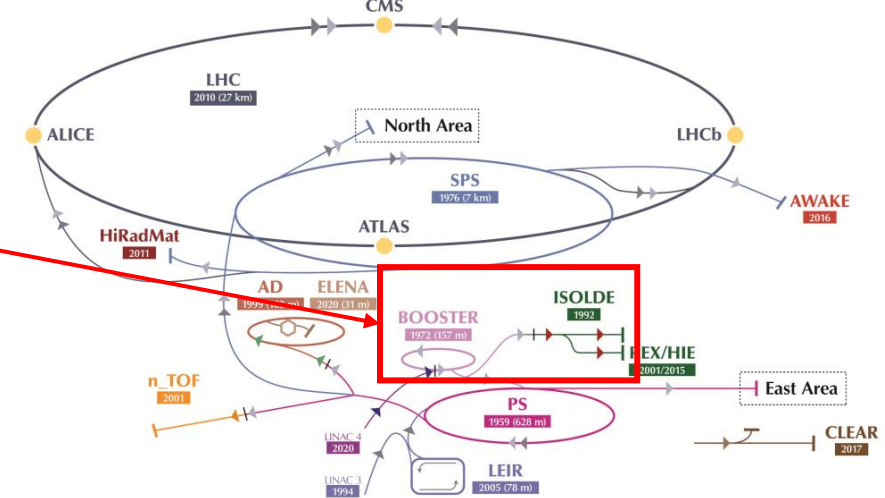 CMS
LHC
2010 (27 km)
ALICE
North Area
LHCb
SPS
1976 (7 km)
AWAKE
2016
ATLAS
HiRadMat
2011
AD
1999 (182 m)
ELENA
2020 (31 m)
ISOLDE
1992
BOOSTER
1972 (157 m)
REX/HIE
2001/2015
n_TOF
2001
East Area
PS
1959 (628 m)
LINAC 4
2020
CLEAR
2017
LINAC 3
1994
LEIR
2005 (78 m)